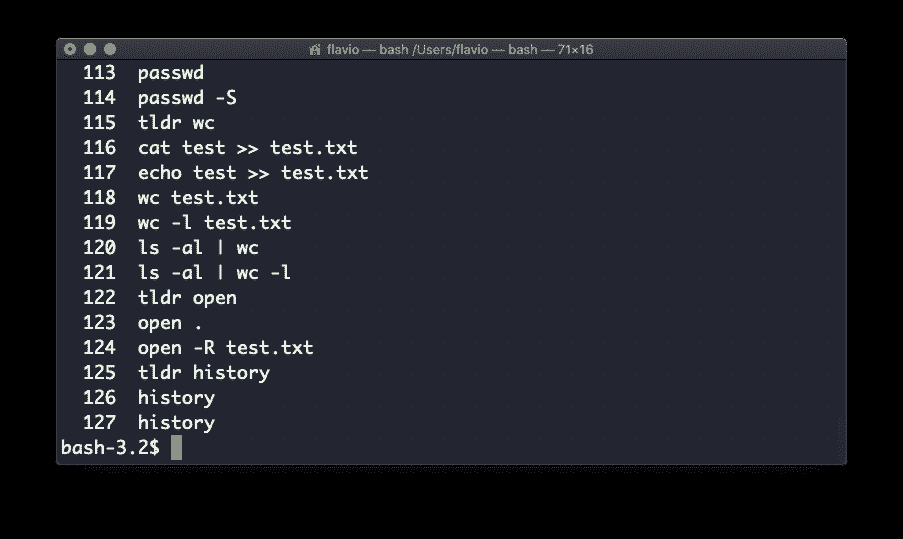 flavio — bash /Users/flavio — bash — 71×16
113 passwd
114 passwd -S
115 tldr wc
116 cat test >> test.txt
117 echo test >> test.txt
118 wc test.txt
119 wc -l test.txt
120 ls -al | wc
121 ls -al | wc -l
122 tldr open
123 open .
124 open -R test.txt
125 tldr history
126 history
127 history
bash-3.2$